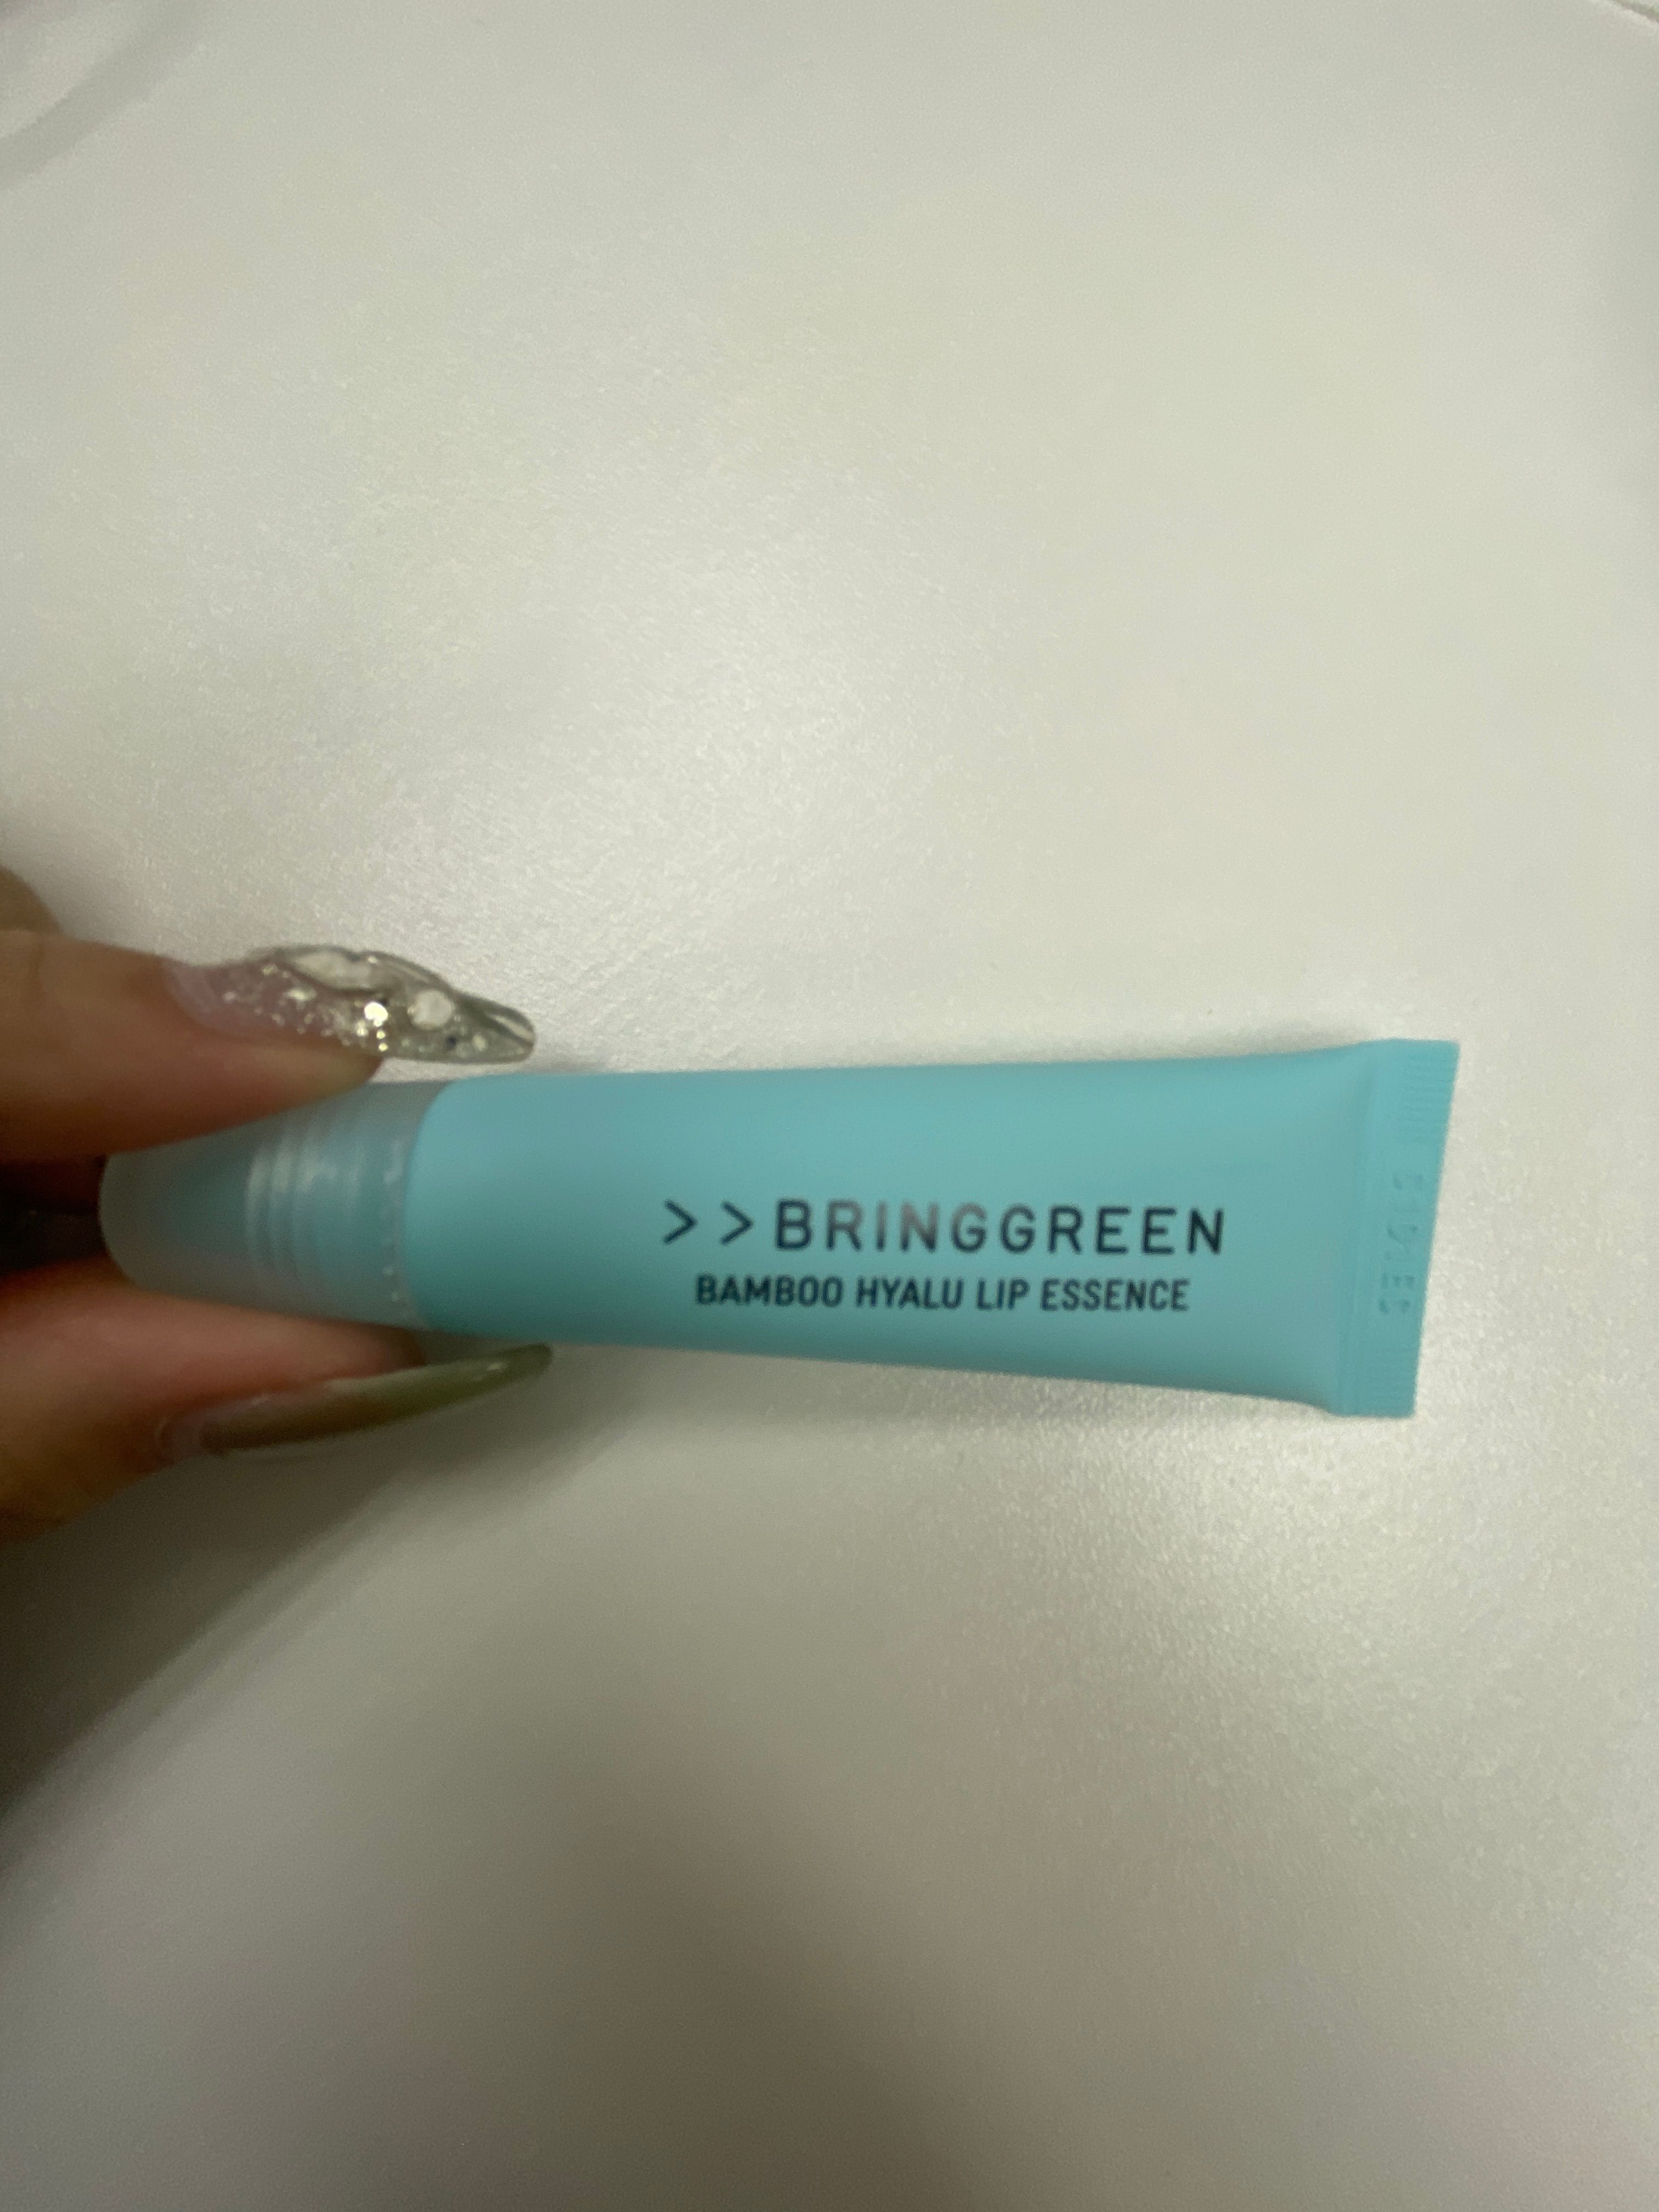 >>BRINGGREEN
BAMBOO HYALU LIP ESSENCE